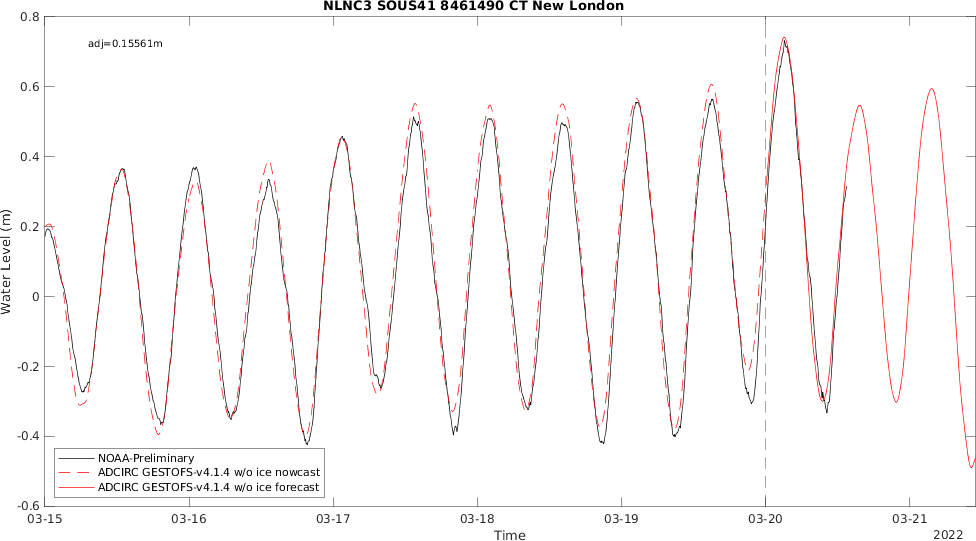 NLNC3 SOUS41 8461490 CT New London
adj=0.15561m
0.8
0.6
0.4
0.2
0
-0.2
-0.4
-0.6
Water Level (m)
NOAA-Preliminary
ADCIRC GESTOFS-v4.1.4 w/o ice nowcast
ADCIRC GESTOFS-v4.1.4 w/o ice forecast
03-15 03-16 03-17 03-18 03-19 03-20 03-21
Time
2022